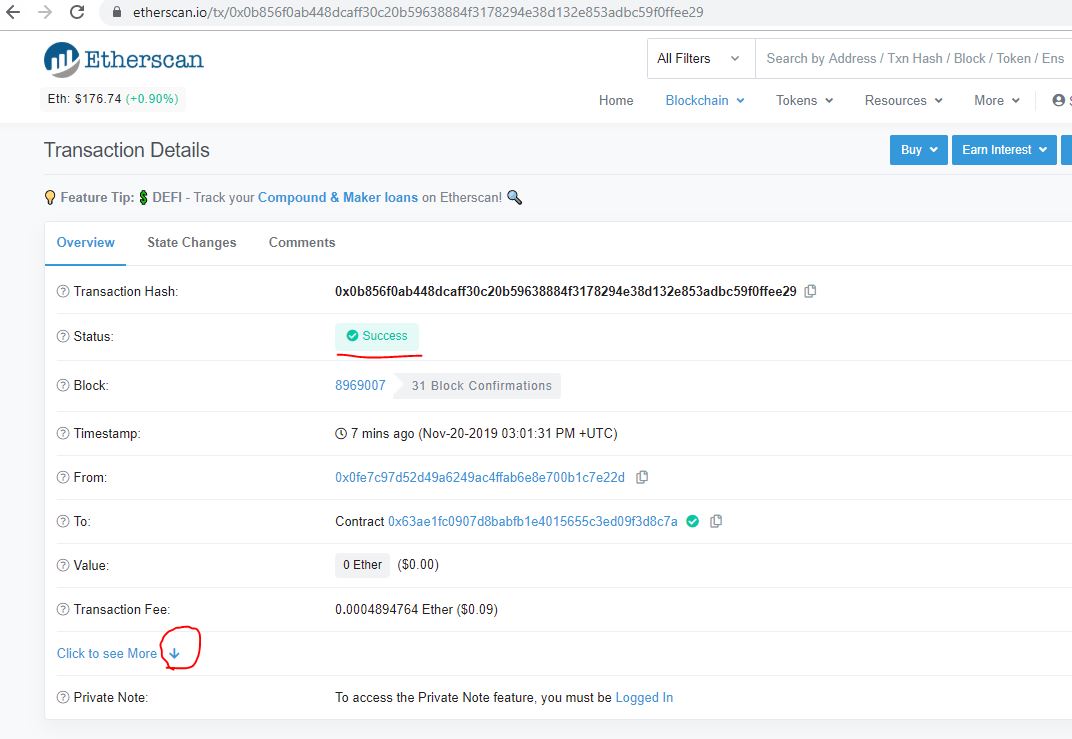 etherscan.io/tx/0x0b856f0ab448dcaff30c20b59638884f3178294e38d132e853adbc59f0ffee29
Etherscan
All Filters
Search by Address / Txn Hash / Block / Token / Ens
Eth: $176.74 (+0.90%)
Home Blockchain Tokens Resources More S
Transaction Details
Buy Earn Interest
Feature Tip: DEFI - Track your Compound & Maker loans on Etherscan!
Overview State Changes Comments
Transaction Hash: 0x0b856f0ab448dcaff30c20b59638884f3178294e38d132e853adbc59f0ffee29
Status: Success
Block: 8969007 31 Block Confirmations
Timestamp: 7 mins ago (Nov-20-2019 03:01:31 PM +UTC)
From: 0x0fe7c97d52d49a6249ac4ffab6e8e700b1c7e22d
To: Contract 0x63ae1fc0907d8babfb1e4015655c3ed09f3d8c7a
Value: 0 Ether ($0.00)
Transaction Fee: 0.0004894764 Ether ($0.09)
Click to see More
Private Note: To access the Private Note feature, you must be Logged In